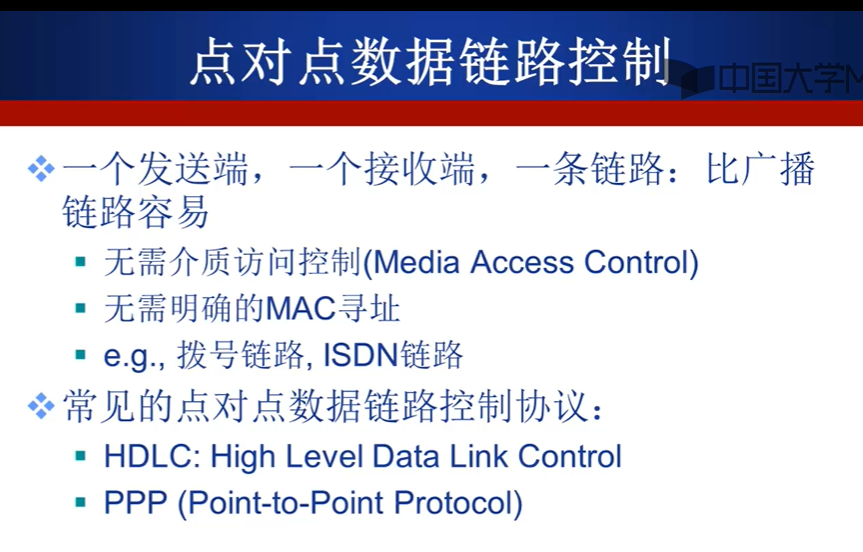 点对点数据链路控制
中国大学M
一个发送端，一个接收端，一条链路：比广播
链路容易
无需介质访问控制(Media Access Control)
无需明确的MAC寻址
e.g., 拨号链路, ISDN链路
常见的点对点数据链路控制协议：
HDLC: High Level Data Link Control
PPP (Point-to-Point Protocol)